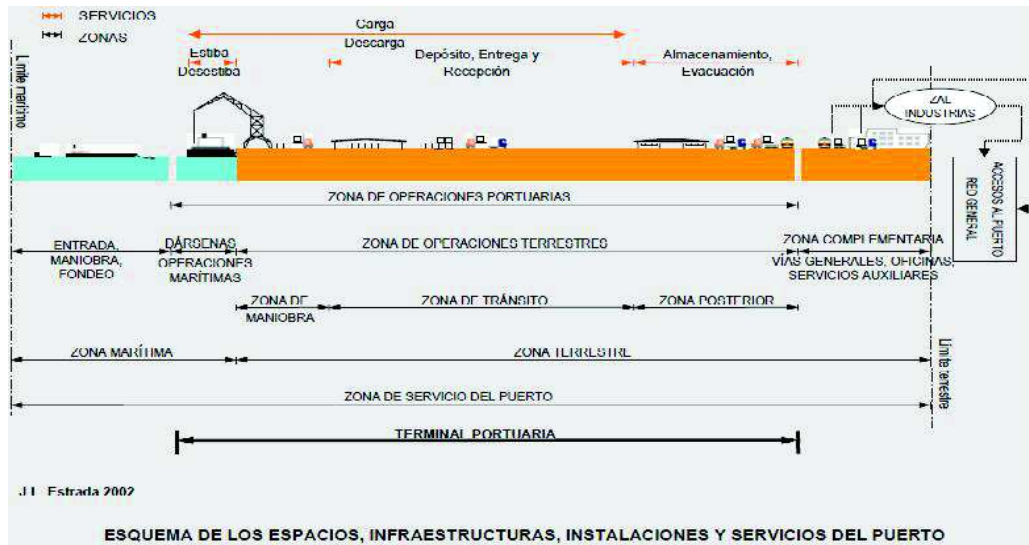 SERVICIOS
ZONAS
Límite marítimo
Carga
Descarga
Estiba
Desestiba
Depósito, Entrega y
Recepción
Almacenamiento,
Evacuación
ZAL
INDUSTRIAS
ACCESOS AL PUERTO
RED GENERAL
ZONA DE OPERACIONES PORTUARIAS
ENTRADA,
MANIOBRA,
FONDEO
DÁRSENAS
OPERACIONES
MARÍTIMAS
ZONA DE OPERACIONES TERRESTRES
ZONA COMPLEMENTARIA
VÍAS GENERALES, OFICINAS,
SERVICIOS AUXILIARES
ZONA DE
MANIOBRA
ZONA DE TRÁNSITO
ZONA POSTERIOR
ZONA MARÍTIMA
ZONA TERRESTRE
Límite terrestre
ZONA DE SERVICIO DEL PUERTO
TERMINAL PORTUARIA
J.L. Estrada 2002
ESQUEMA DE LOS ESPACIOS, INFRAESTRUCTURAS, INSTALACIONES Y SERVICIOS DEL PUERTO